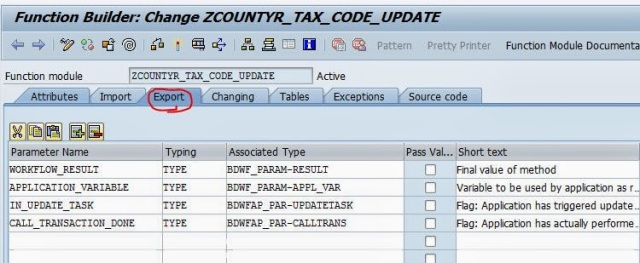 Function Builder: Change ZCOUNTYR_TAX_CODE_UPDATE
Pattern Pretty Printer Function Module Documenta
Function module ZCOUNTYR_TAX_CODE_UPDATE Active
Attributes Import Export Changing Tables Exceptions Source code
Parameter Name Typing Associated Type Pass Val... Short text
WORKFLOW_RESULT TYPE BDWF_PARAM-RESULT Final value of method
APPLICATION_VARIABLE TYPE BDWF_PARAM-APPL_VAR Variable to be used by application as r..
IN_UPDATE_TASK TYPE BDWFAP_PAR-UPDATETASK Flag: Application has triggered update ..
CALL_TRANSACTION_DONE TYPE BDWFAP_PAR-CALLTRANS Flag: Application has actually performe..